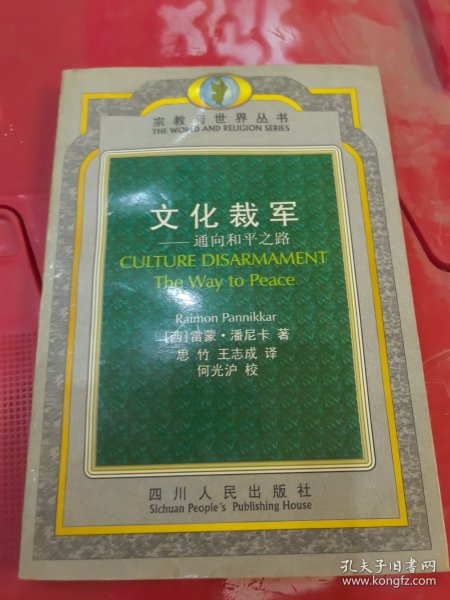 宗教与世界丛书
THE WORLD AND RELIGION SERIES
文化裁军
——通向和平之路
CULTURE DISARMAMENT
The Way to Peace
Raimon Pannikkar
[西]雷蒙·潘尼卡 著
思竹 王志成 译
何光沪 校
四川人民出版社
Sichuan People's Publishing House
孔夫子旧书网
www.kongfz.com